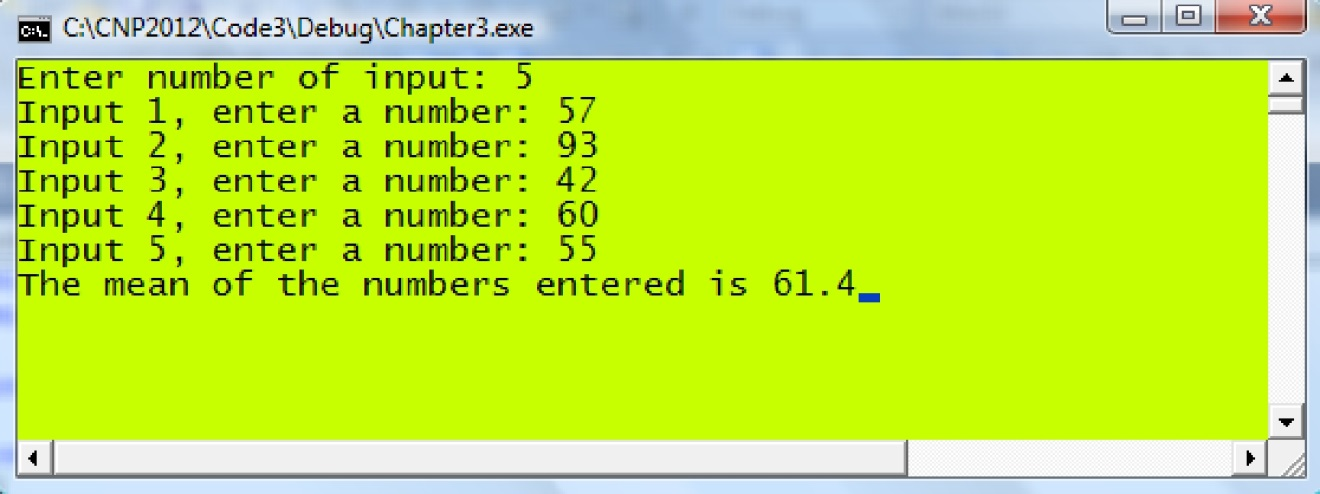 C:\CNP2012\Code3\Debug\Chapter3.exe
Enter number of input: 5
Input 1, enter a number: 57
Input 2, enter a number: 93
Input 3, enter a number: 42
Input 4, enter a number: 60
Input 5, enter a number: 55
The mean of the numbers entered is 61.4